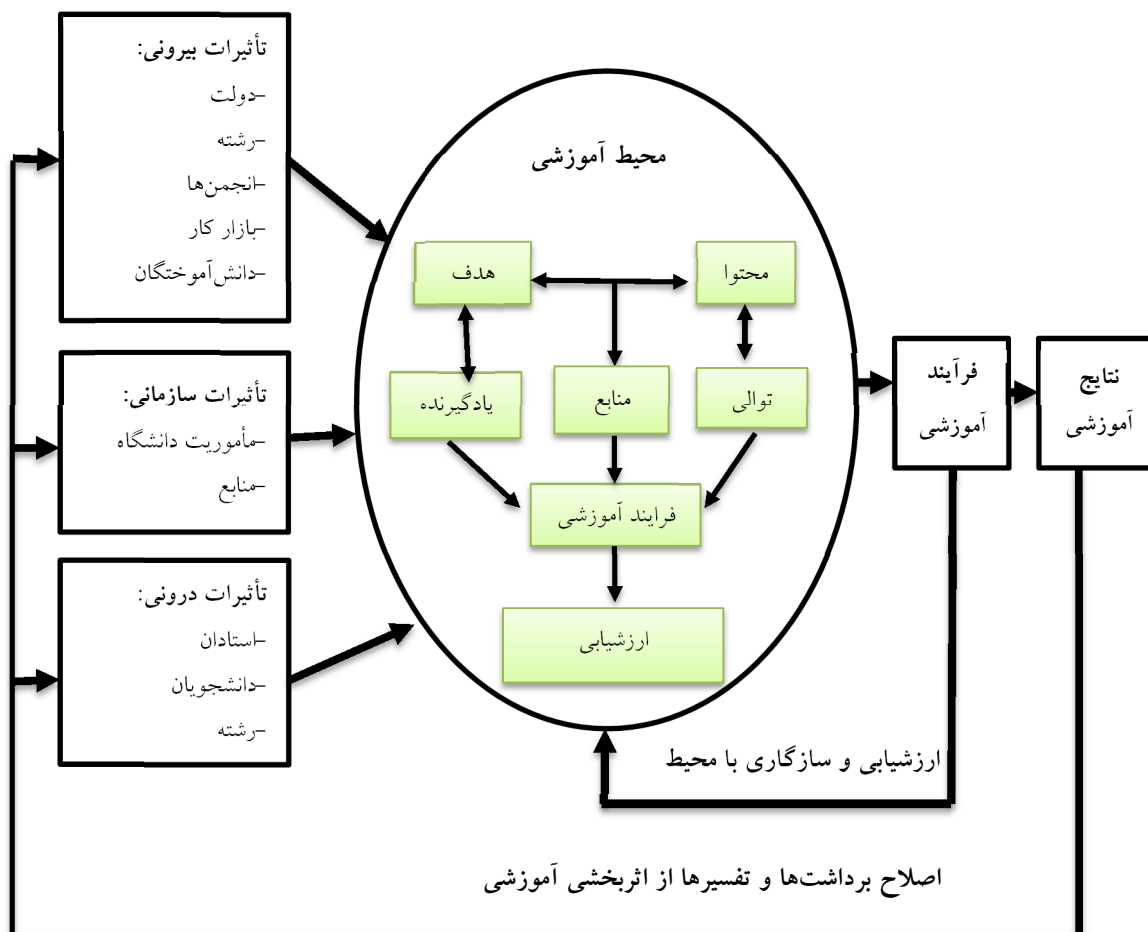 تأثیرات بیرونی:
-دولت
-رشته
-انجمن‌ها
-بازار کار
-دانش‌آموختگان
تأثیرات سازمانی:
-مأموریت دانشگاه
-منابع
تأثیرات درونی:
-استادان
-دانشجویان
-رشته
محیط آموزشی
محتوا
هدف
توالی
منابع
یادگیرنده
فرایند آموزشی
ارزشیابی
فرآیند
آموزشی
نتایج
آموزشی
ارزشیابی و سازگاری با محیط
اصلاح برداشت‌ها و تفسیرها از اثربخشی آموزشی